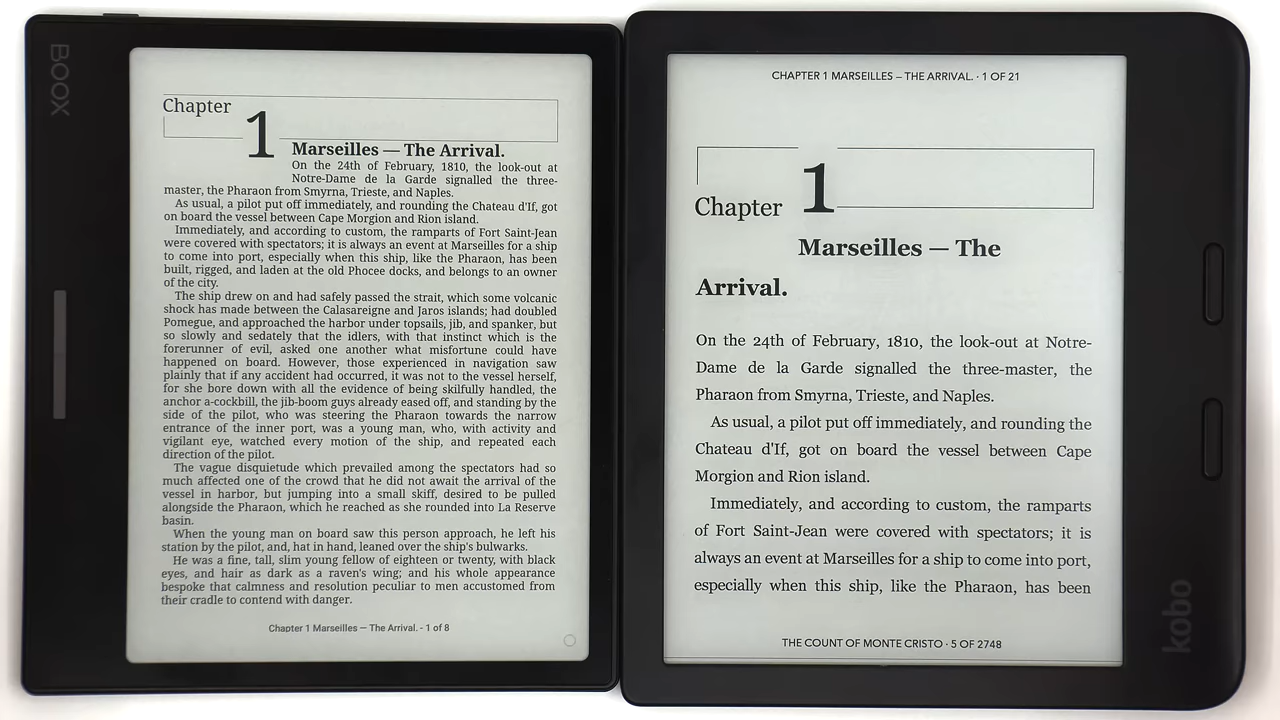 BOOX
Chapter
1
Marseilles — The Arrival.
On the 24th of February, 1810, the look-out at
Notre-Dame de la Garde signalled the three-
master, the Pharaon from Smyrna, Trieste, and Naples.
As usual, a pilot put off immediately, and rounding the Chateau d'If, got
on board the vessel between Cape Morgion and Rion island.
Immediately, and according to custom, the ramparts of Fort Saint-Jean
were covered with spectators; it is always an event at Marseilles for a ship
to come into port, especially when this ship, like the Pharaon, has been
built, rigged, and laden at the old Phocee docks, and belongs to an owner
of the city.
The ship drew on and had safely passed the strait, which some volcanic
shock has made between the Calasareigne and Jaros islands; had doubled
Pomegue, and approached the harbor under topsails, jib, and spanker, but
so slowly and sedately that the idlers, with that instinct which is the
forerunner of evil, asked one another what misfortune could have
happened on board. However, those experienced in navigation saw
plainly that if any accident had occurred, it was not to the vessel herself,
for she bore down with all the evidence of being skilfully handled, the
anchor a-cockbill, the jib-boom guys already eased off, and standing by the
side of the pilot, who was steering the Pharaon towards the narrow
entrance of the inner port, was a young man, who, with activity and
vigilant eye, watched every motion of the ship, and repeated each
direction of the pilot.
The vague disquietude which prevailed among the spectators had so
much affected one of the crowd that he did not await the arrival of the
vessel in harbor, but jumping into a small skiff, desired to be pulled
alongside the Pharaon, which he reached as she rounded into La Reserve
basin.
When the young man on board saw this person approach, he left his
station by the pilot, and, hat in hand, leaned over the ship's bulwarks.
He was a fine, tall, slim young fellow of eighteen or twenty, with black
eyes, and hair as dark as a raven's wing; and his whole appearance
bespoke that calmness and resolution peculiar to men accustomed from
their cradle to contend with danger.
Chapter 1 Marseilles — The Arrival. - 1 of 8
CHAPTER 1 MARSEILLES – THE ARRIVAL. · 1 OF 21
Chapter
1
Marseilles — The
Arrival.
On the 24th of February, 1810, the look-out at Notre-
Dame de la Garde signalled the three-master, the
Pharaon from Smyrna, Trieste, and Naples.
As usual, a pilot put off immediately, and rounding the
Chateau d'If, got on board the vessel between Cape
Morgion and Rion island.
Immediately, and according to custom, the ramparts
of Fort Saint-Jean were covered with spectators; it is
always an event at Marseilles for a ship to come into port,
especially when this ship, like the Pharaon, has been
THE COUNT OF MONTE CRISTO · 5 OF 2748
kobo